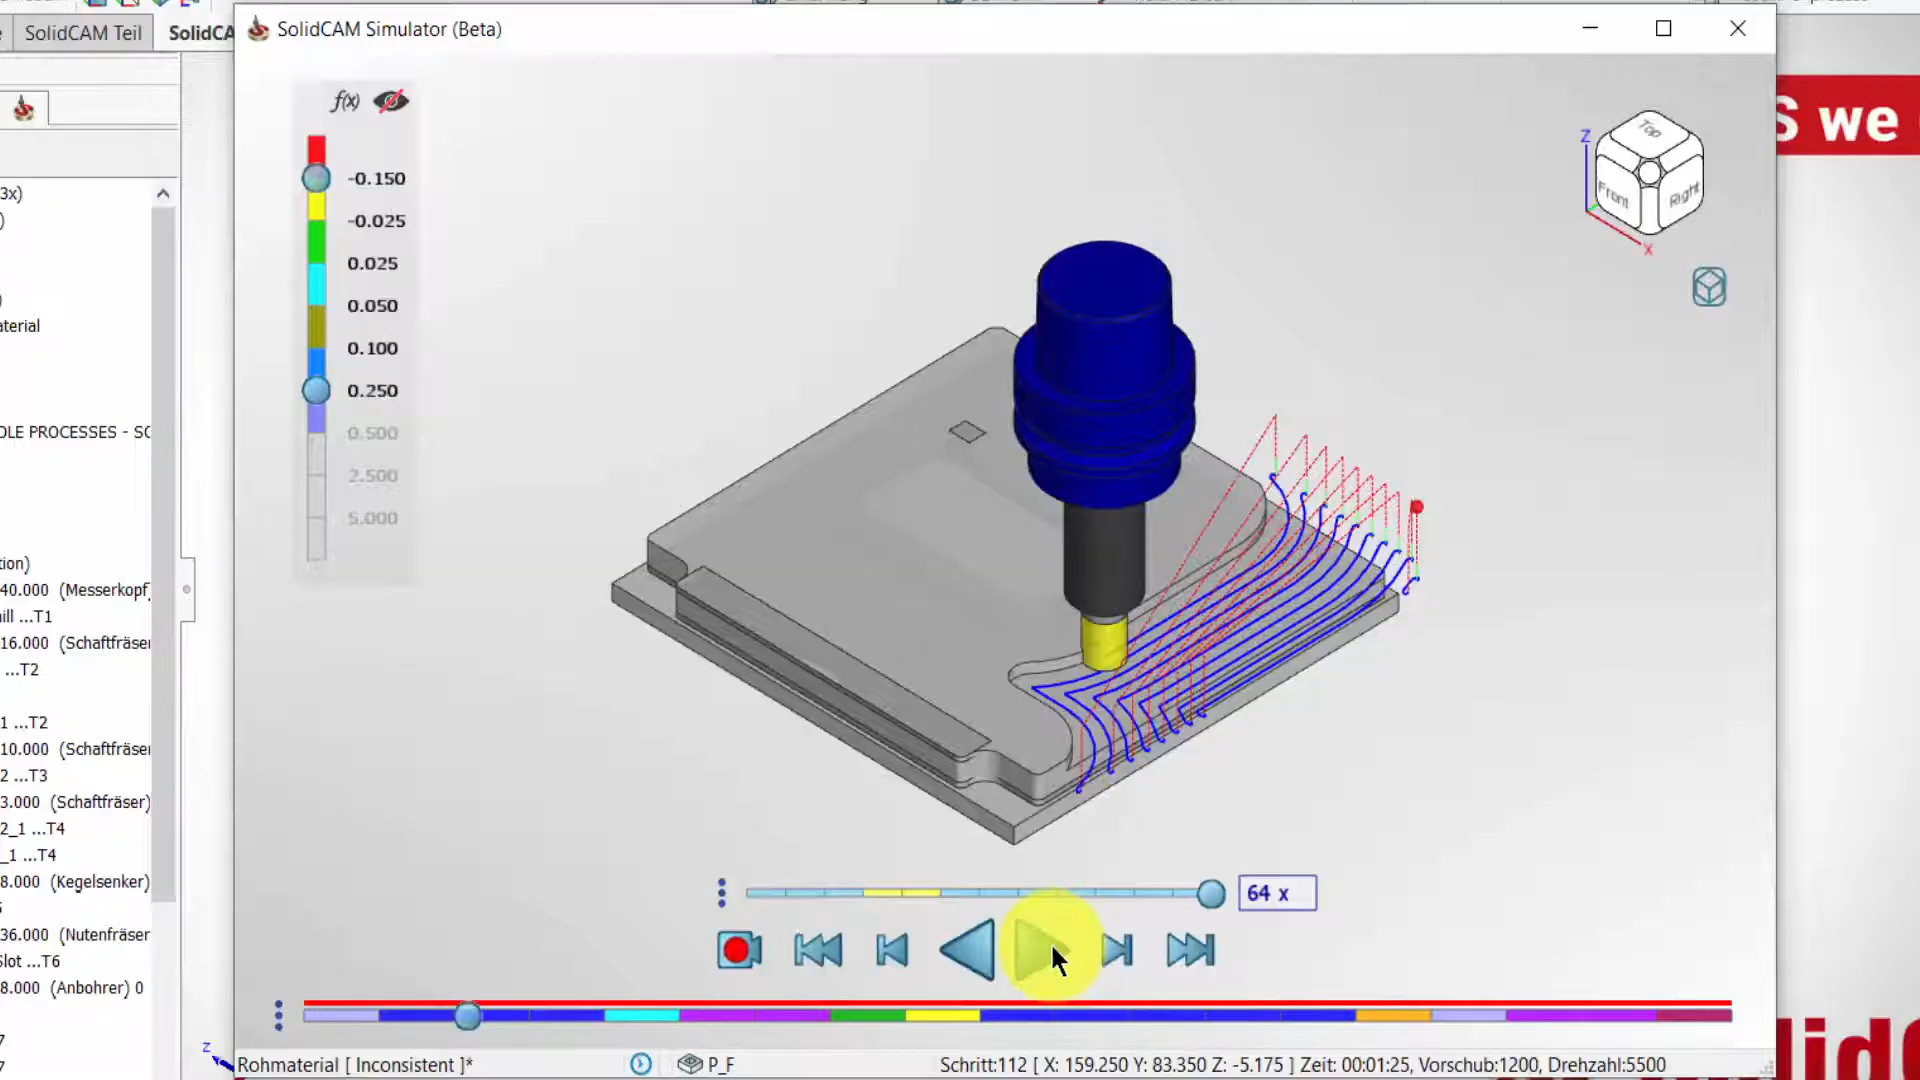 SolidCAM Teil
SolidCA
SolidCAM Simulator (Beta)
S we
f(x)
-0.150
-0.025
0.025
0.050
0.100
0.250
0.500
2.500
5.000
Top
Front
Right
Z
X
3x)
)
)
aterial
OLE PROCESSES - SC
tion)
40.000 (Messerkopf
ill ...T1
16.000 (Schaftfräser
...T2
1 ...T2
10.000 (Schaftfräser
2 ...T3
3.000 (Schaftfräser)
2_1 ...T4
_1 ...T4
8.000 (Kegelsenker)
36.000 (Nutenfräser
Slot ...T6
8.000 (Anbohrer) 0
7
7
64 x
z
Rohmaterial [ Inconsistent ]*
P_F
Schritt:112 [ X: 159.250 Y: 83.350 Z: -5.175 ] Zeit: 00:01:25, Vorschub:1200, Drehzahl:5500
lid